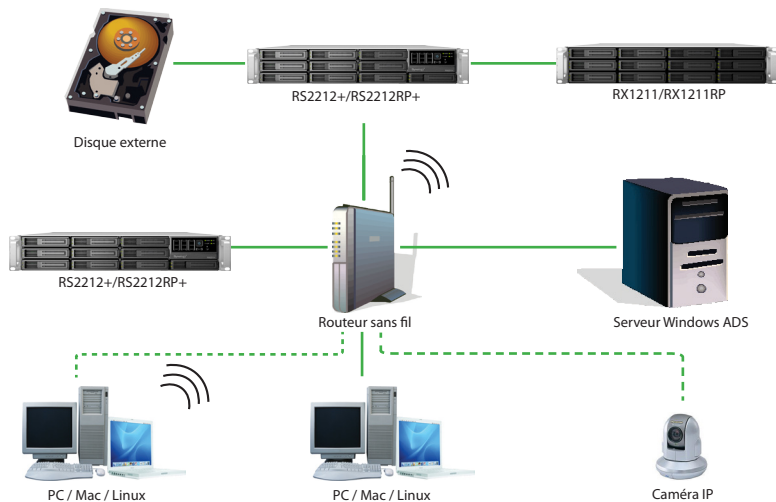 RS2212+/RS2212RP+
RX1211/RX1211RP
Disque externe
RS2212+/RS2212RP+
Routeur sans fil
Serveur Windows ADS
PC / Mac / Linux
PC / Mac / Linux
Caméra IP